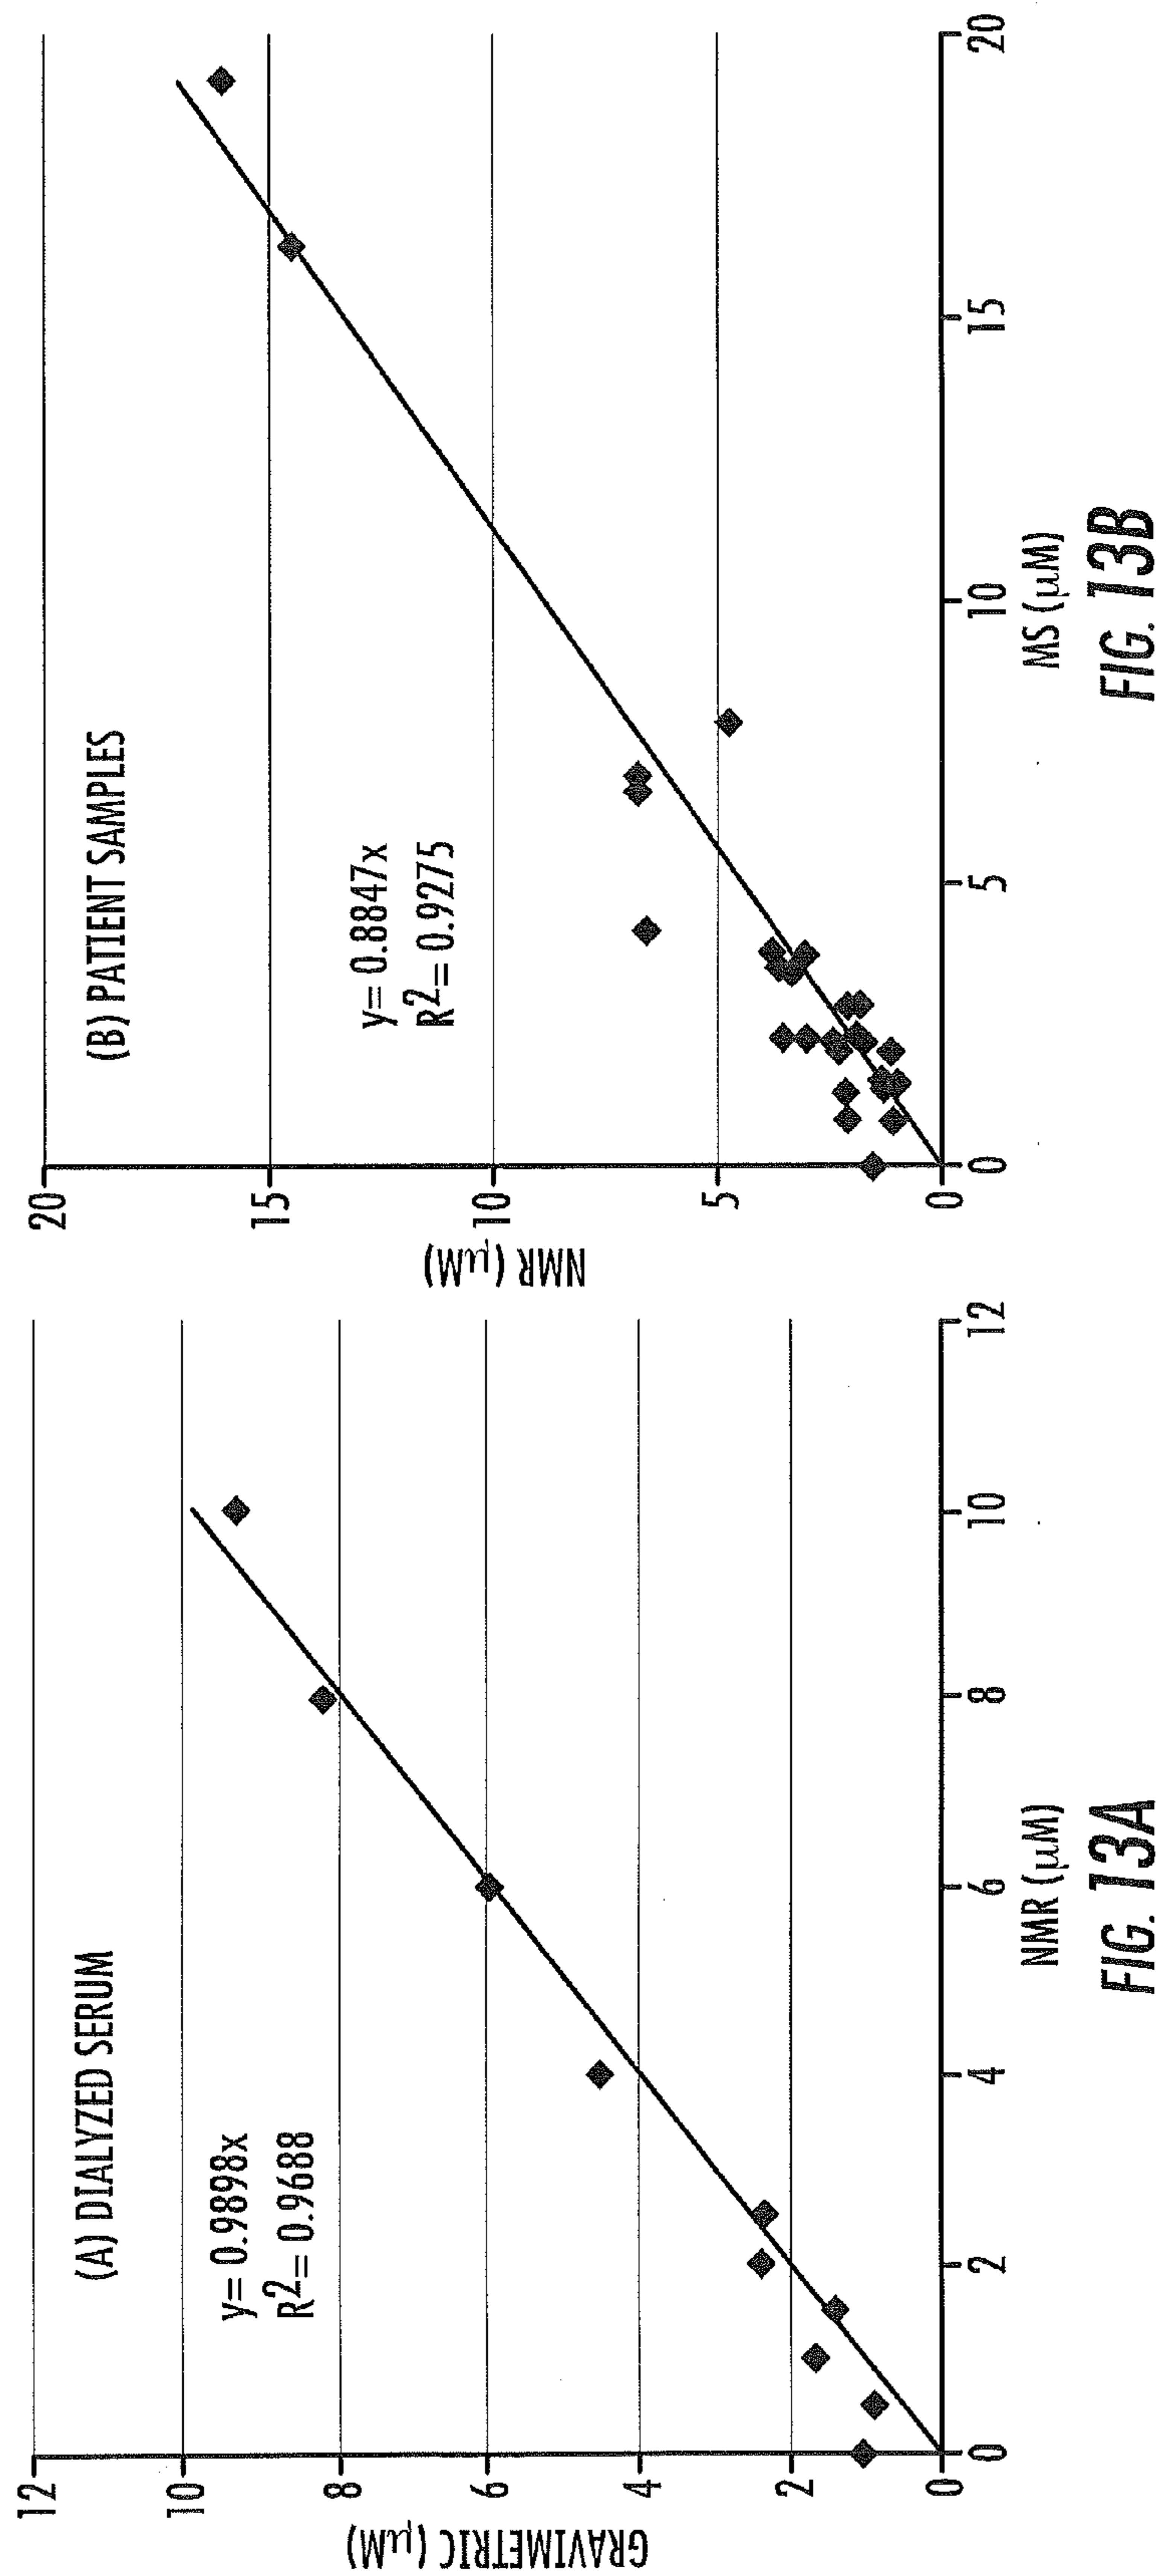 (A) DIALYZED SERUM
y= 0.9898x
R2= 0.9688
GRAVIMETRIC (µM)
12
10
8
6
4
2
0
0 2 4 6 8 10 12
NMR (µM)
FIG. 13A
(B) PATIENT SAMPLES
y= 0.8847x
R2= 0.9275
NMR (µM)
20
15
10
5
0
0 5 10 15 20
MS (µM)
FIG. 13B